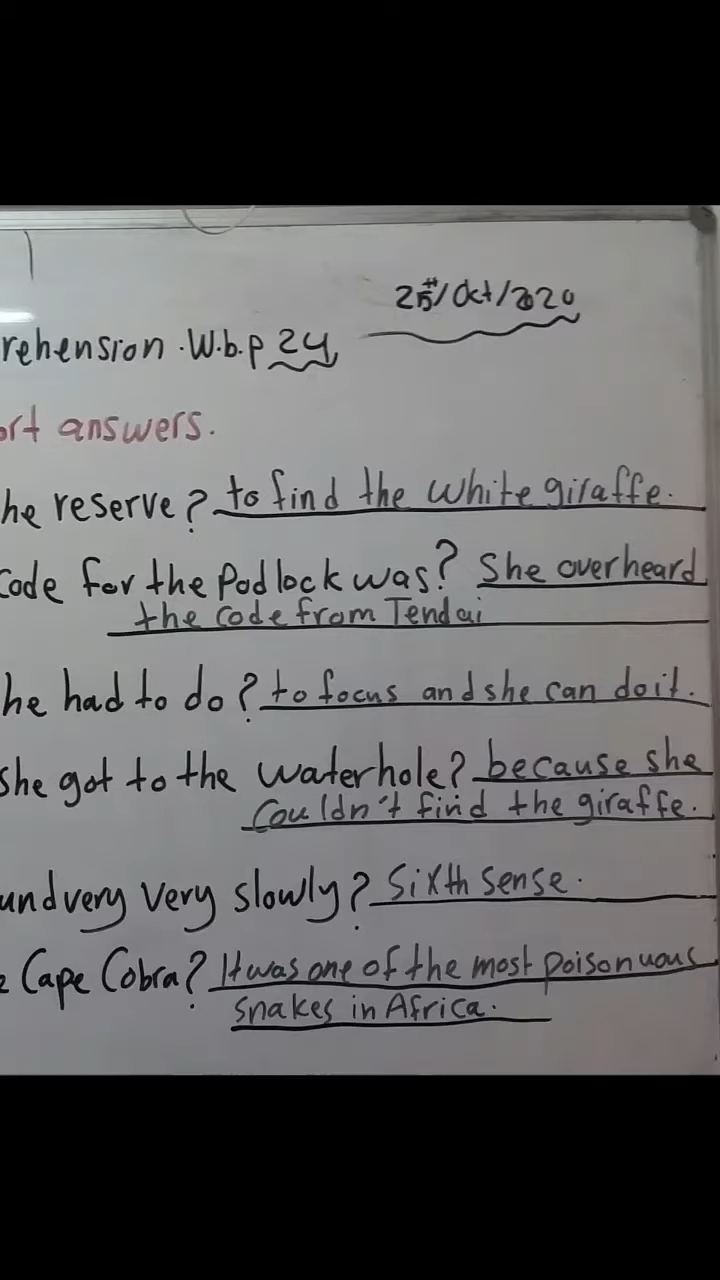 25th/Oct/2020
rehension.W.b.p 24
ort answers.
he reserve? to find the white giraffe.
code for the Padlock was? She overheard
the code from Tendai
he had to do? to focus and she can do it.
she got to the waterhole? because she
Couldn't find the giraffe.
und very very slowly? Sixth sense.
e Cape Cobra? It was one of the most poisonuous
snakes in Africa.